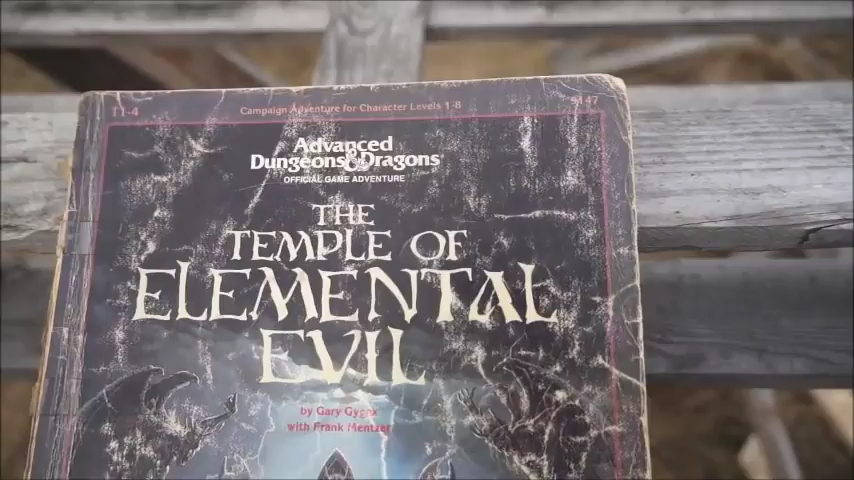 T1-4
Campaign Adventure for Character Levels 1-8
9147
Advanced
Dungeons & Dragons
OFFICIAL GAME ADVENTURE
THE
TEMPLE OF
ELEMENTAL
EVIL
by Gary Gygax
with Frank Mentzer